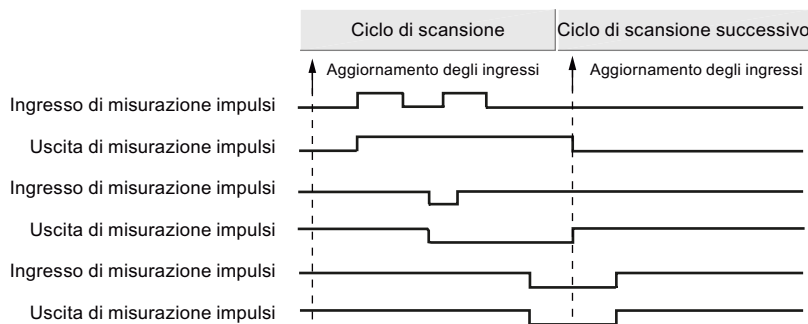 Ciclo di scansione
Ciclo di scansione successivo
Aggiornamento degli ingressi
Aggiornamento degli ingressi
Ingresso di misurazione impulsi
Uscita di misurazione impulsi
Ingresso di misurazione impulsi
Uscita di misurazione impulsi
Ingresso di misurazione impulsi
Uscita di misurazione impulsi